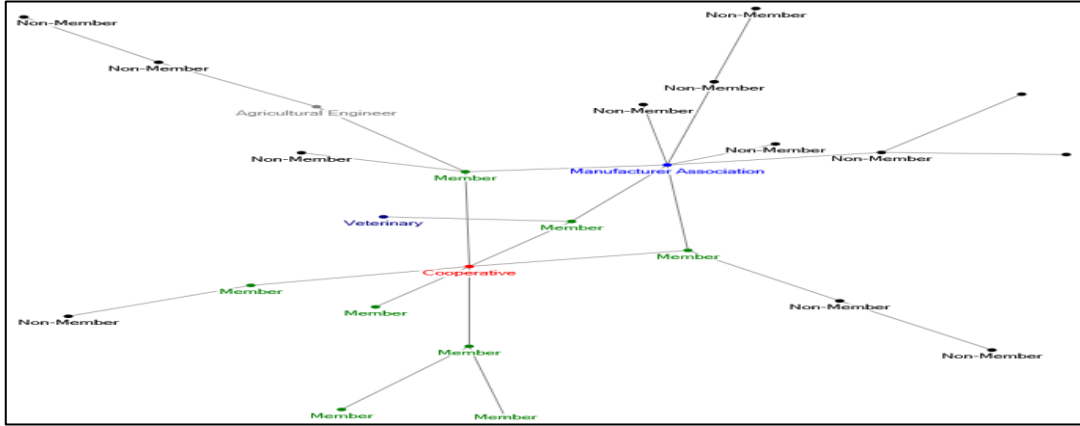 Non-Member
Non-Member
Non-Member
Non-Member
Agricultural Engineer
Non-Member
Non-Member
Non-Member
Non-Member
Manufacturer Association
Member
Veterinary
Member
Member
Cooperative
Member
Member
Non-Member
Non-Member
Member
Non-Member
Member
Member